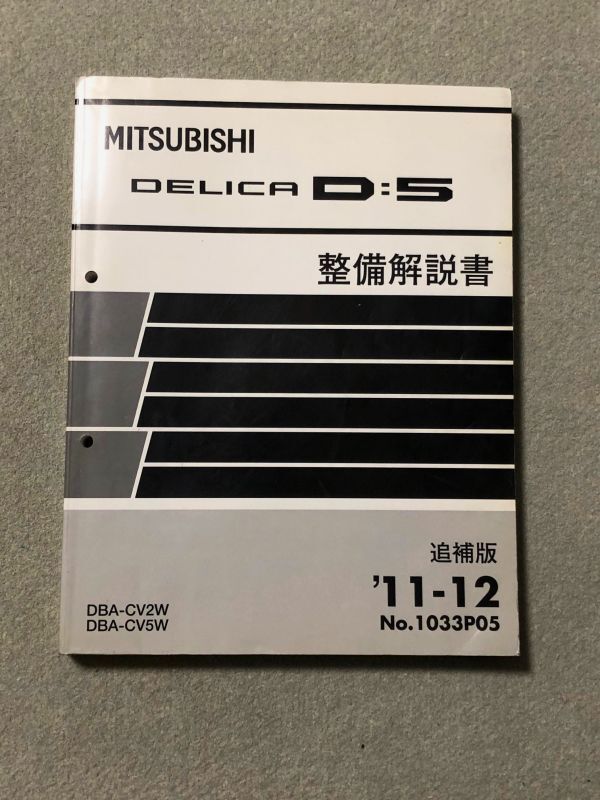 MITSUBISHI
DELICA D:5
整備解説書
追補版
'11-12
No.1033P05
DBA-CV2W
DBA-CV5W